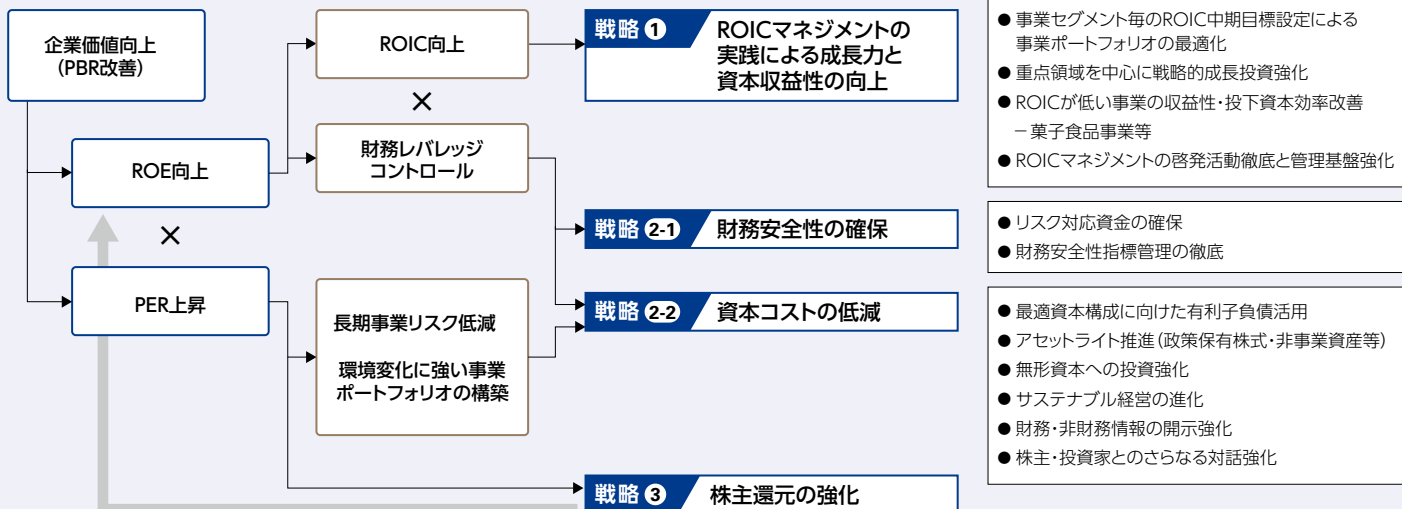 企業価値向上
(PBR改善)
ROE向上
×
PER上昇
ROIC向上
×
財務レバレッジ
コントロール
長期事業リスク低減
環境変化に強い事業
ポートフォリオの構築
戦略 1 ROICマネジメントの
実践による成長力と
資本収益性の向上
戦略 2-1 財務安全性の確保
戦略 2-2 資本コストの低減
戦略 3 株主還元の強化
● 事業セグメント毎のROIC中期目標設定による
事業ポートフォリオの最適化
● 重点領域を中心に戦略的成長投資強化
● ROICが低い事業の収益性・投下資本効率改善
－菓子食品事業等
● ROICマネジメントの啓発活動徹底と管理基盤強化
● リスク対応資金の確保
● 財務安全性指標管理の徹底
● 最適資本構成に向けた有利子負債活用
● アセットライト推進(政策保有株式・非事業資産等)
● 無形資本への投資強化
● サステナブル経営の進化
● 財務・非財務情報の開示強化
● 株主・投資家とのさらなる対話強化